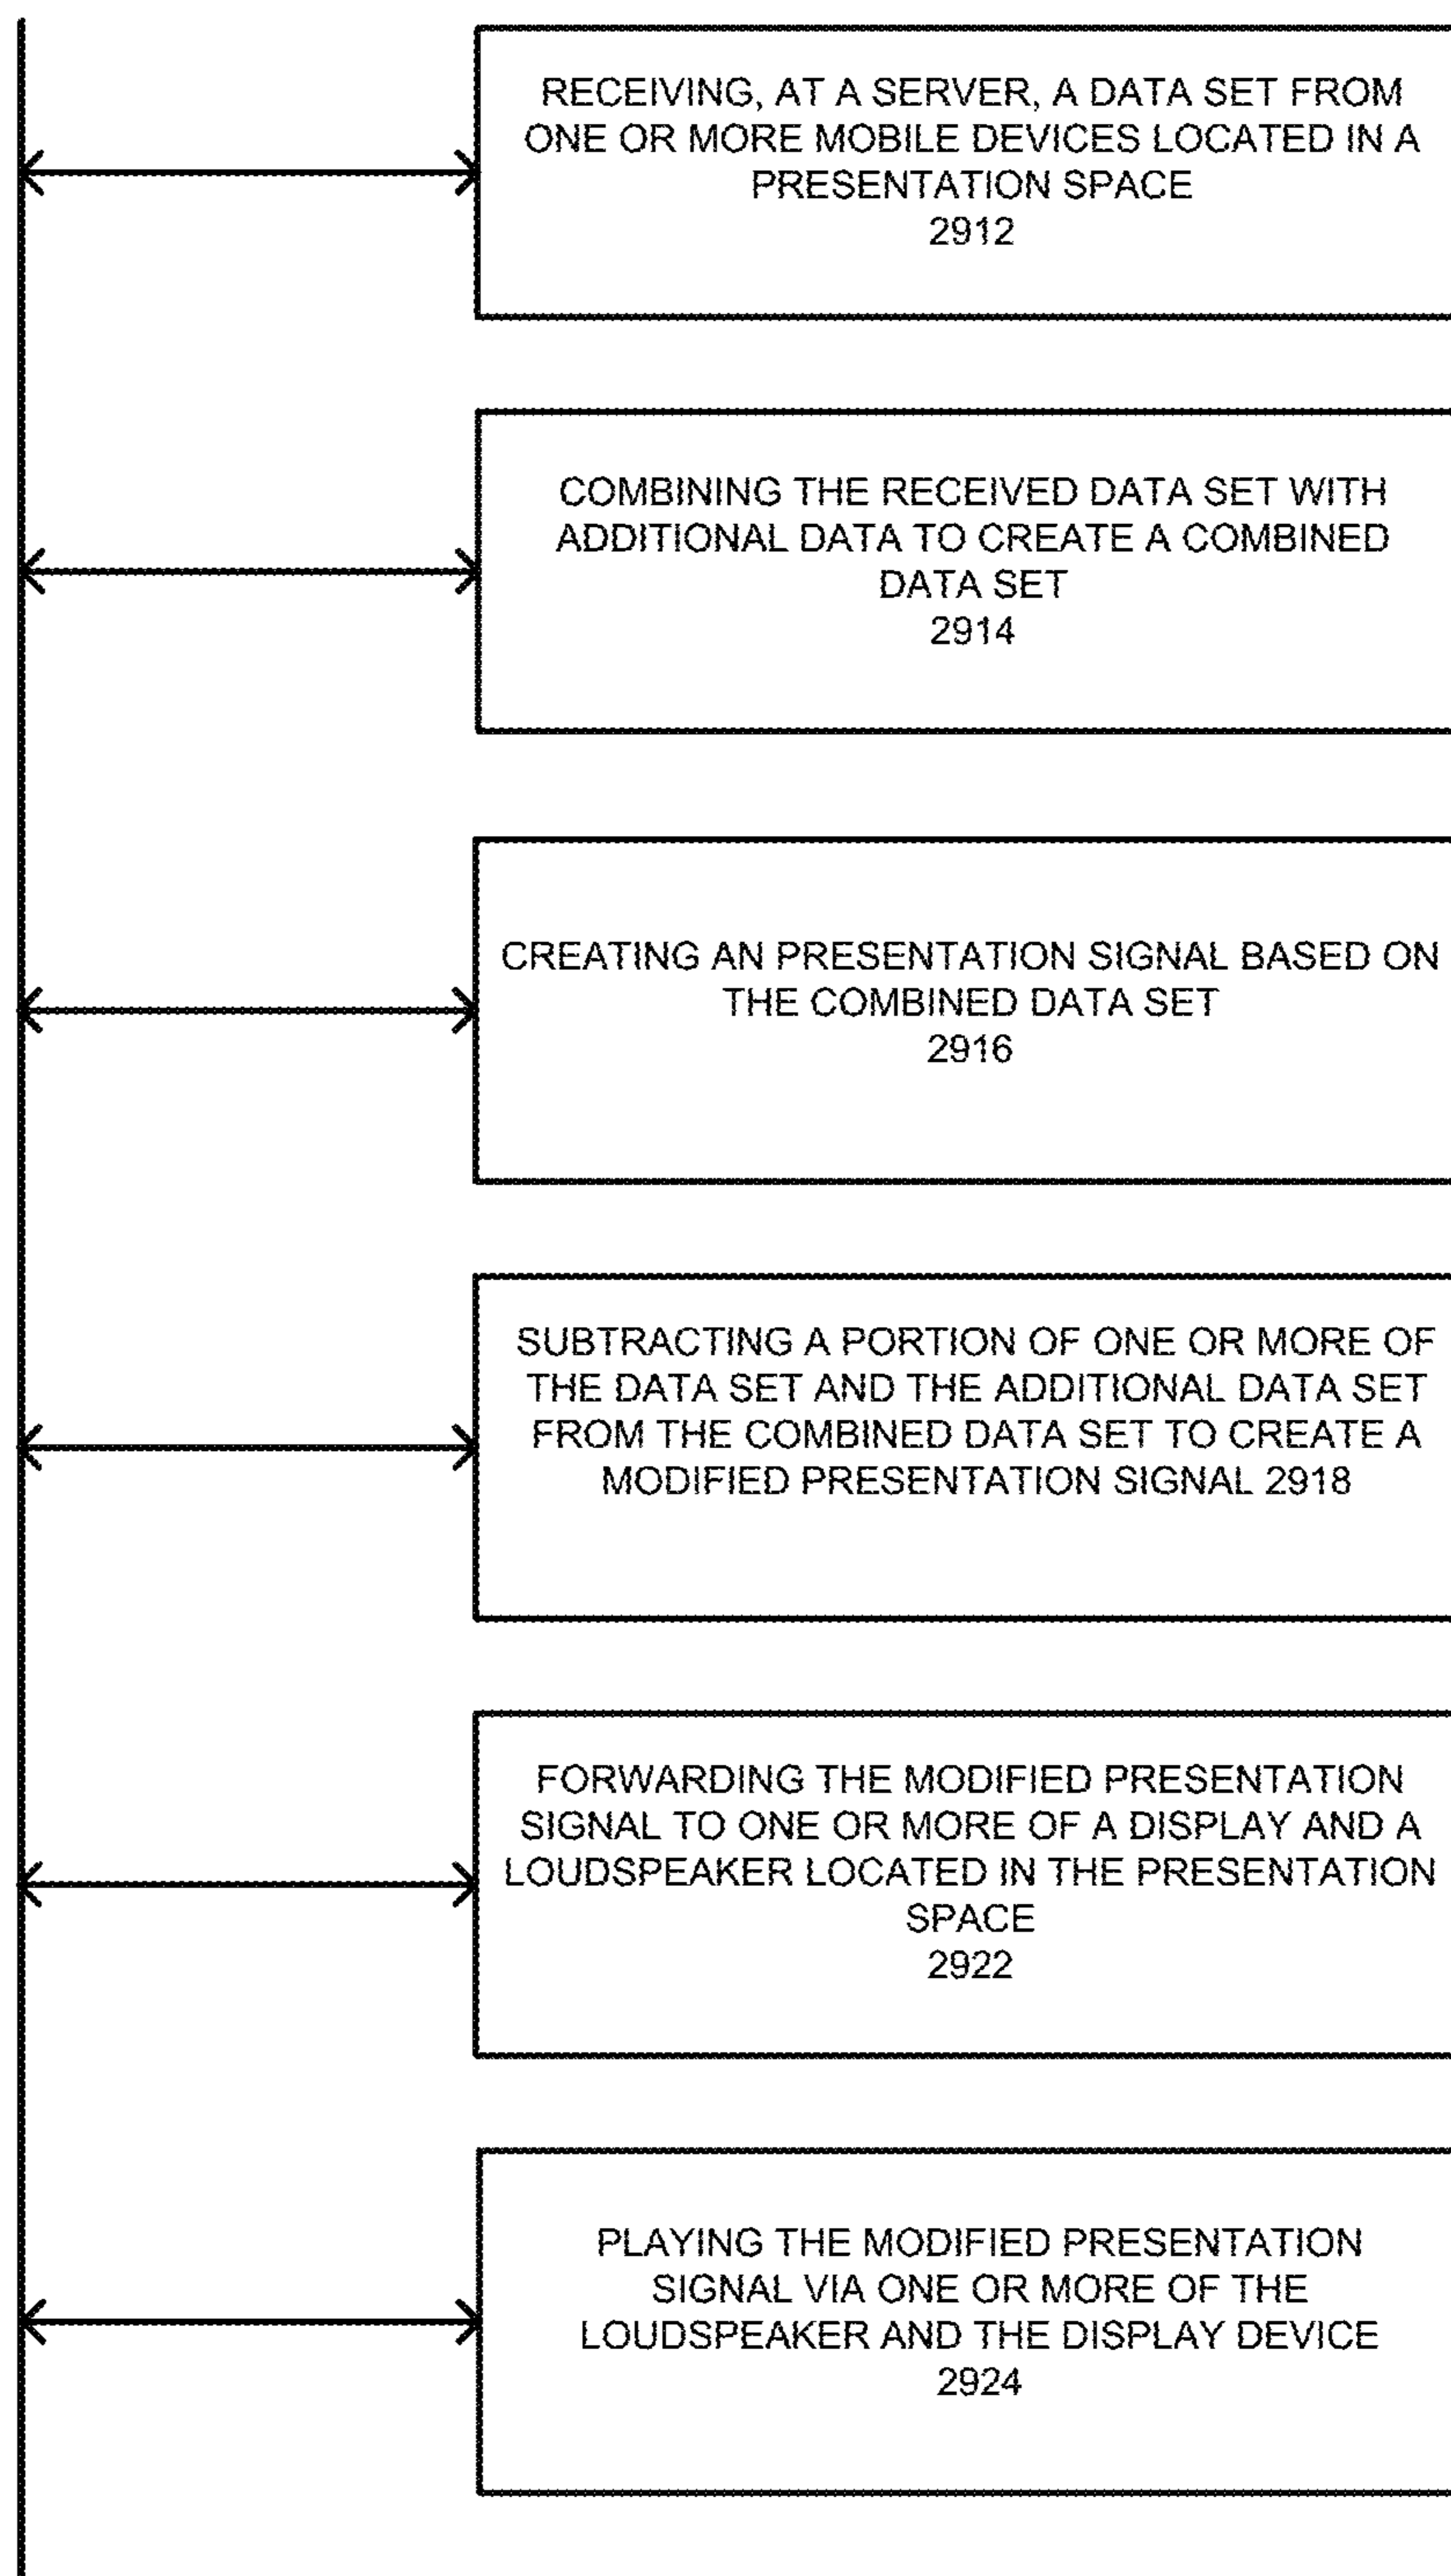 RECEIVING, AT A SERVER, A DATA SET FROM
ONE OR MORE MOBILE DEVICES LOCATED IN A
PRESENTATION SPACE
2912
COMBINING THE RECEIVED DATA SET WITH
ADDITIONAL DATA TO CREATE A COMBINED
DATA SET
2914
CREATING AN PRESENTATION SIGNAL BASED ON
THE COMBINED DATA SET
2916
SUBTRACTING A PORTION OF ONE OR MORE OF
THE DATA SET AND THE ADDITIONAL DATA SET
FROM THE COMBINED DATA SET TO CREATE A
MODIFIED PRESENTATION SIGNAL 2918
FORWARDING THE MODIFIED PRESENTATION
SIGNAL TO ONE OR MORE OF A DISPLAY AND A
LOUDSPEAKER LOCATED IN THE PRESENTATION
SPACE
2922
PLAYING THE MODIFIED PRESENTATION
SIGNAL VIA ONE OR MORE OF THE
LOUDSPEAKER AND THE DISPLAY DEVICE
2924